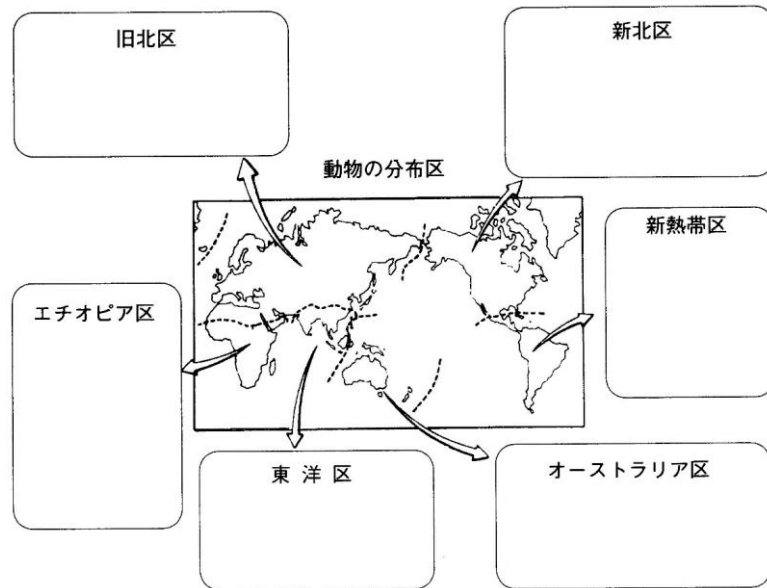 旧北区
新北区
動物の分布区
新熱帯区
エチオピア区
東洋区
オーストラリア区